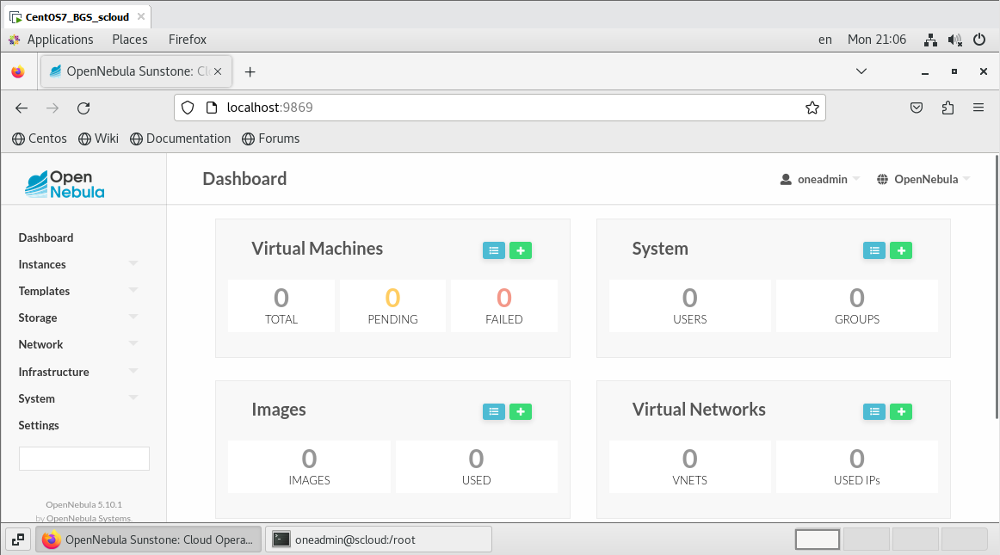 CentOS7_BGS_scloud
Applications Places Firefox en Mon 21:06
OpenNebula Sunstone: Cl
localhost:9869
Centos Wiki Documentation Forums
Open
Nebula
Dashboard oneadmin OpenNebula
Dashboard
Instances
Templates
Storage
Network
Infrastructure
System
Settings
OpenNebula 5.10.1
by OpenNebula Systems.
Virtual Machines
0 0 0
TOTAL PENDING FAILED
System
0 0
USERS GROUPS
Images
0 0
IMAGES USED
Virtual Networks
0 0
VNETS USED IPs
OpenNebula Sunstone: Cloud Opera... oneadmin@scloud:/root